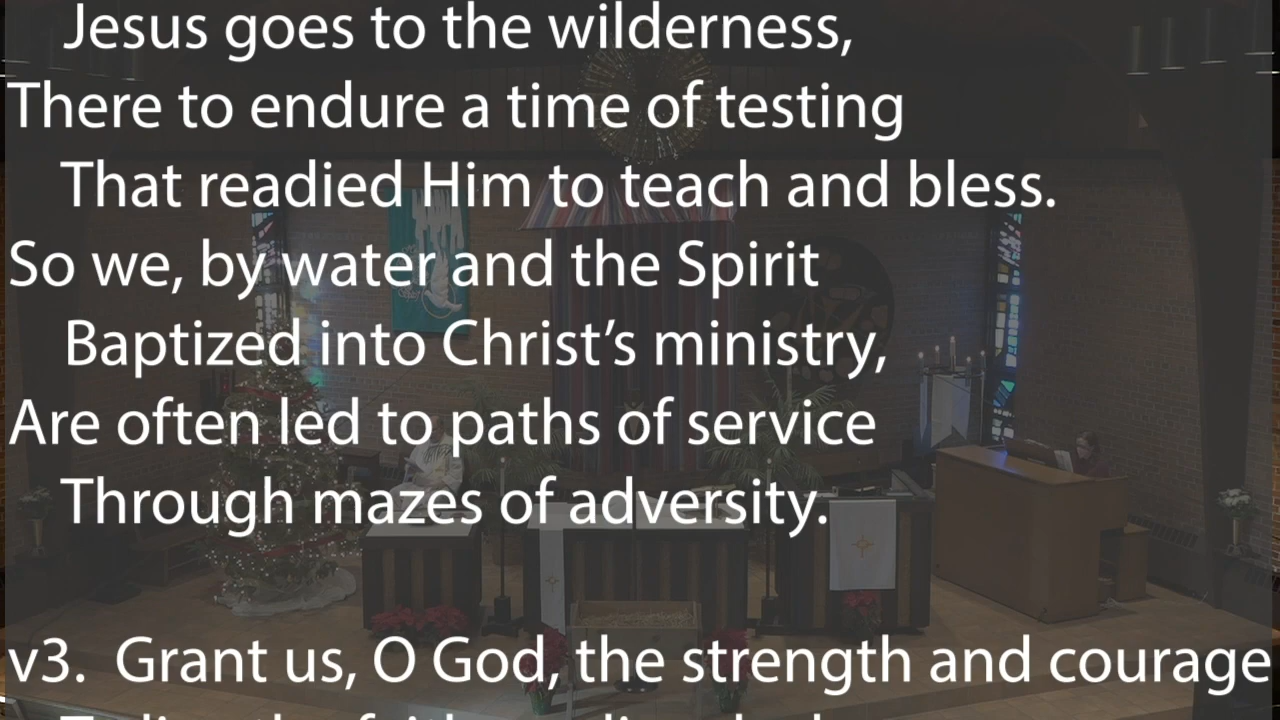 Jesus goes to the wilderness,
There to endure a time of testing
That readied Him to teach and bless.
So we, by water and the Spirit
Baptized into Christ’s ministry,
Are often led to paths of service
Through mazes of adversity.
v3. Grant us, O God, the strength and courage